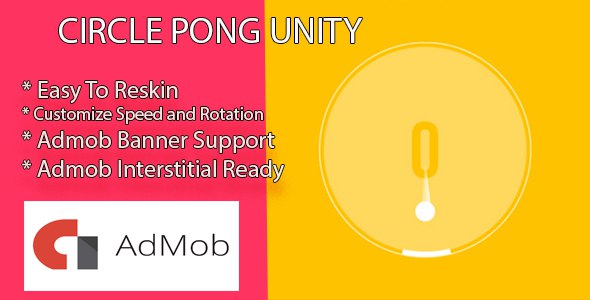 CIRCLE PONG UNITY
* Easy To Reskin
* Customize Speed and Rotation
* Admob Banner Support
* Admob Interstitial Ready
AdMob
0